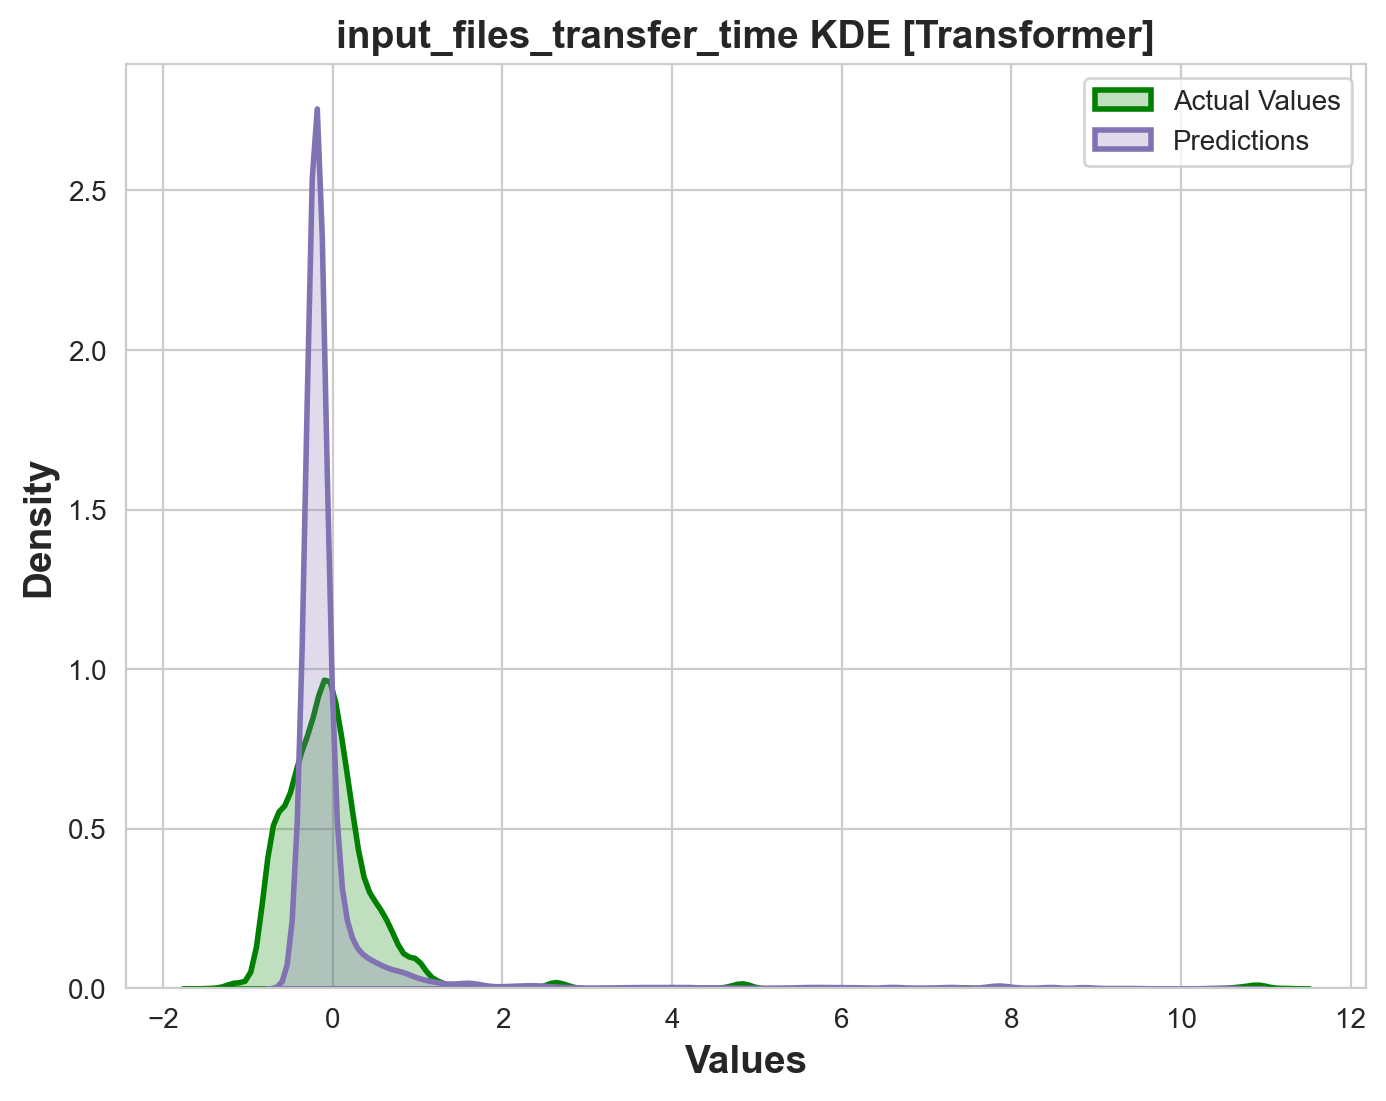 input_files_transfer_time KDE [Transformer]
Actual Values
Predictions
2.5
2.0
1.5
1.0
0.5
0.0
Density
−2
0
2
4
6
8
10
12
Values